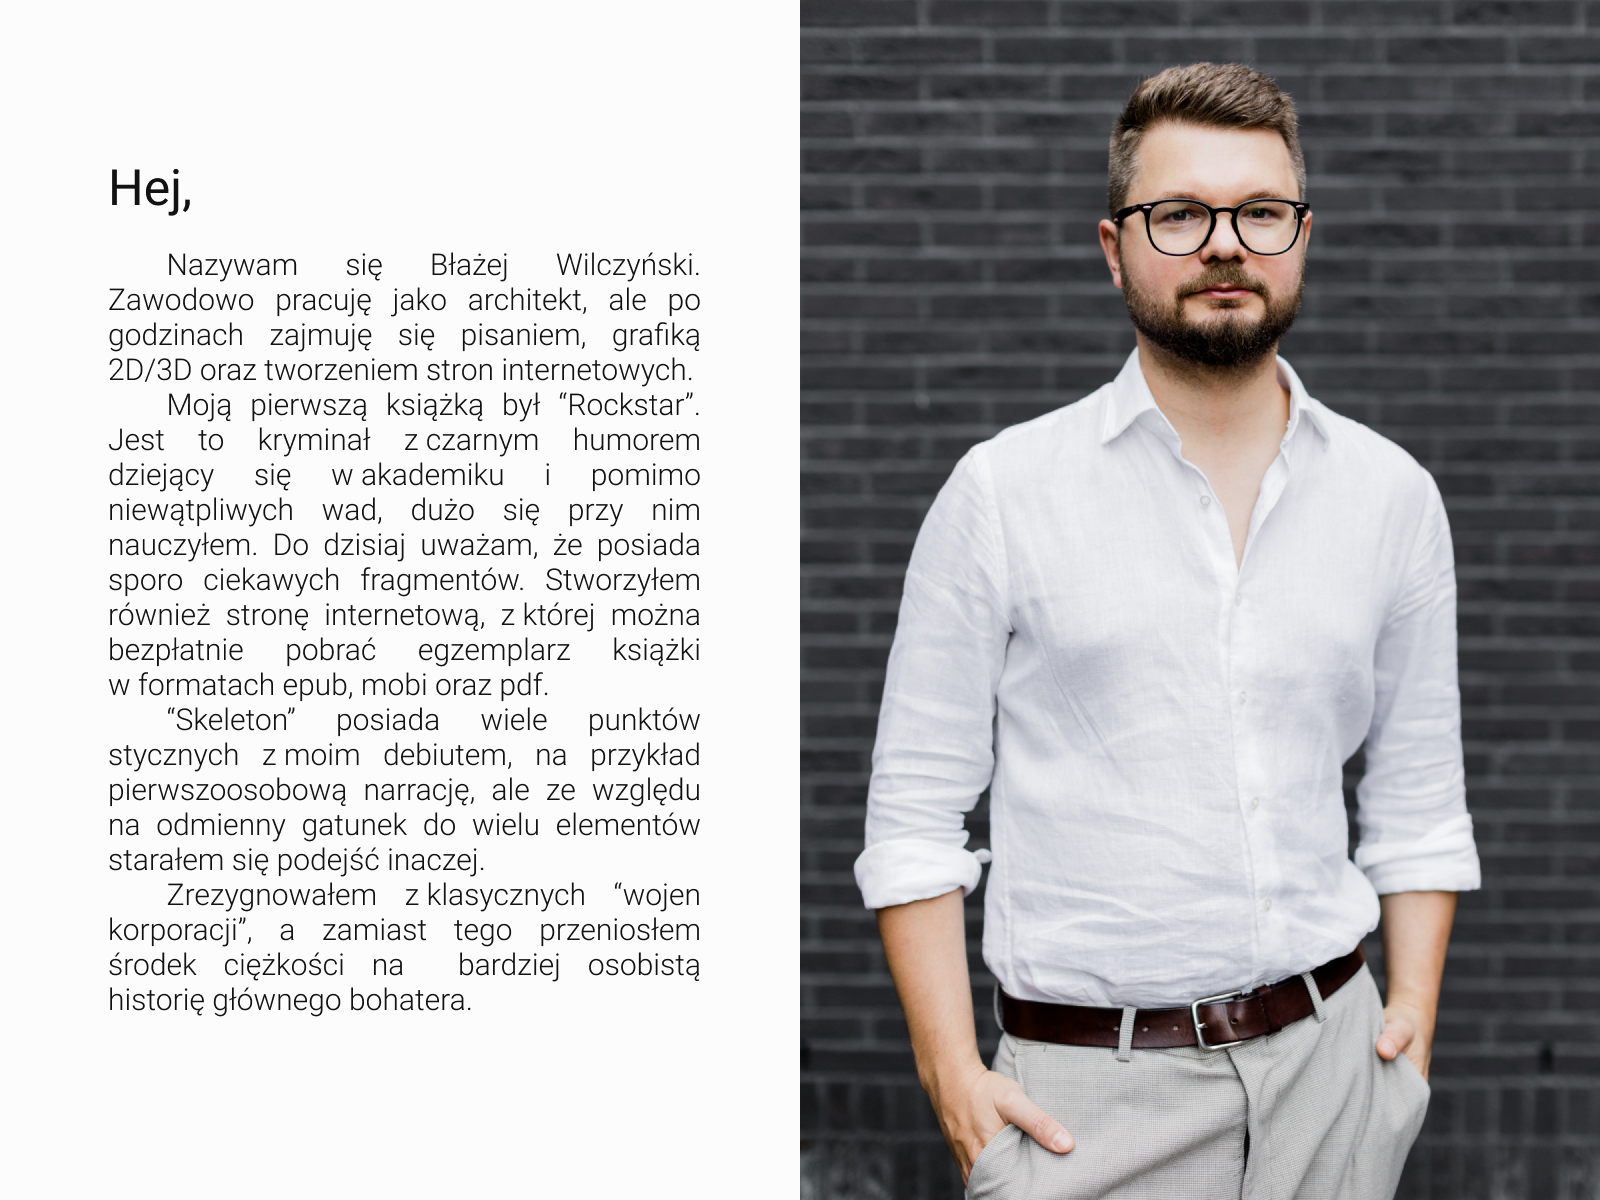 Hej,
Nazywam się Błażej Wilczyński.
Zawodowo pracuję jako architekt, ale po
godzinach zajmuję się pisaniem, grafiką
2D/3D oraz tworzeniem stron internetowych.
Moją pierwszą książką był “Rockstar”.
Jest to kryminał z czarnym humorem
dziejący się w akademiku i pomimo
niewątpliwych wad, dużo się przy nim
nauczyłem. Do dzisiaj uważam, że posiada
sporo ciekawych fragmentów. Stworzyłem
również stronę internetową, z której można
bezpłatnie pobrać egzemplarz książki
w formatach epub, mobi oraz pdf.
“Skeleton” posiada wiele punktów
stycznych z moim debiutem, na przykład
pierwszoosobową narrację, ale ze względu
na odmienny gatunek do wielu elementów
starałem się podejść inaczej.
Zrezygnowałem z klasycznych “wojen
korporacji”, a zamiast tego przeniosłem
środek ciężkości na bardziej osobistą
historię głównego bohatera.